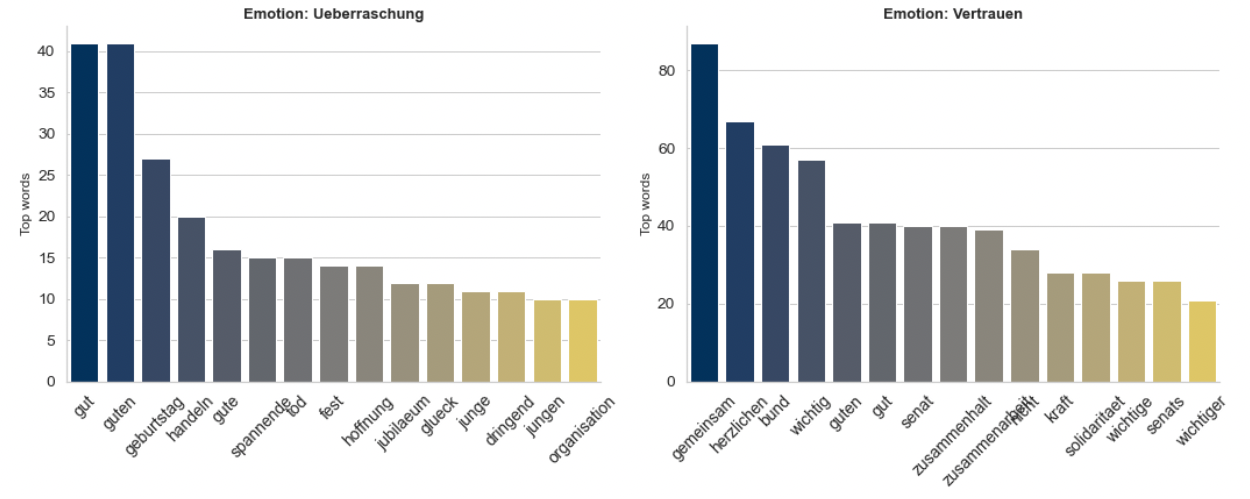 Emotion: Ueberraschung
Top words
40
35
30
25
20
15
10
5
0
gut
guten
geburtstag
handeln
gute
spannende
tod
fest
hoffnung
jubilaeum
glueck
junge
dringend
jungen
organisation
Emotion: Vertrauen
Top words
80
60
40
20
0
gemeinsam
herzlichen
bund
wichtig
guten
gut
senat
zusammenhalt
zusammenarbeit
kraft
solidaritaet
wichtige
senats
wichtiger